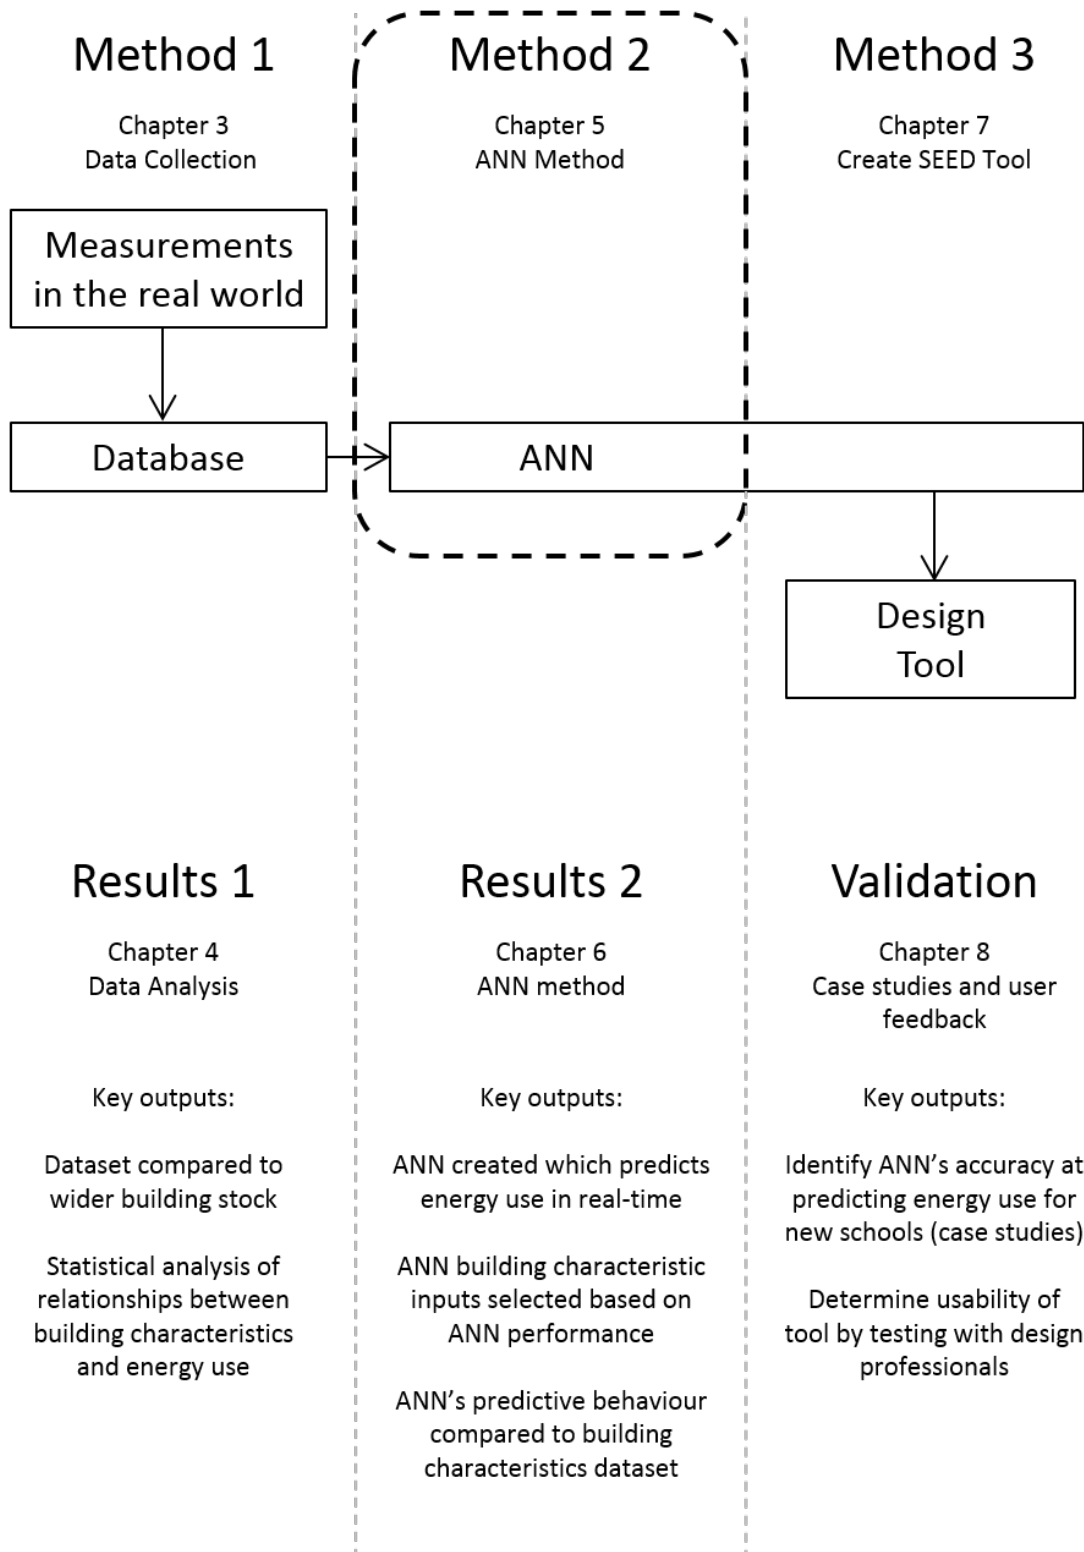 Method 1
Chapter 3
Data Collection
Measurements
in the real world
Database
Method 2
Chapter 5
ANN Method
ANN
Method 3
Chapter 7
Create SEED Tool
Design
Tool
Results 1
Chapter 4
Data Analysis
Key outputs:
Dataset compared to
wider building stock
Statistical analysis of
relationships between
building characteristics
and energy use
Results 2
Chapter 6
ANN method
Key outputs:
ANN created which predicts
energy use in real-time
ANN building characteristic
inputs selected based on
ANN performance
ANN's predictive behaviour
compared to building
characteristics dataset
Validation
Chapter 8
Case studies and user
feedback
Key outputs:
Identify ANN's accuracy at
predicting energy use for
new schools (case studies)
Determine usability of
tool by testing with design
professionals